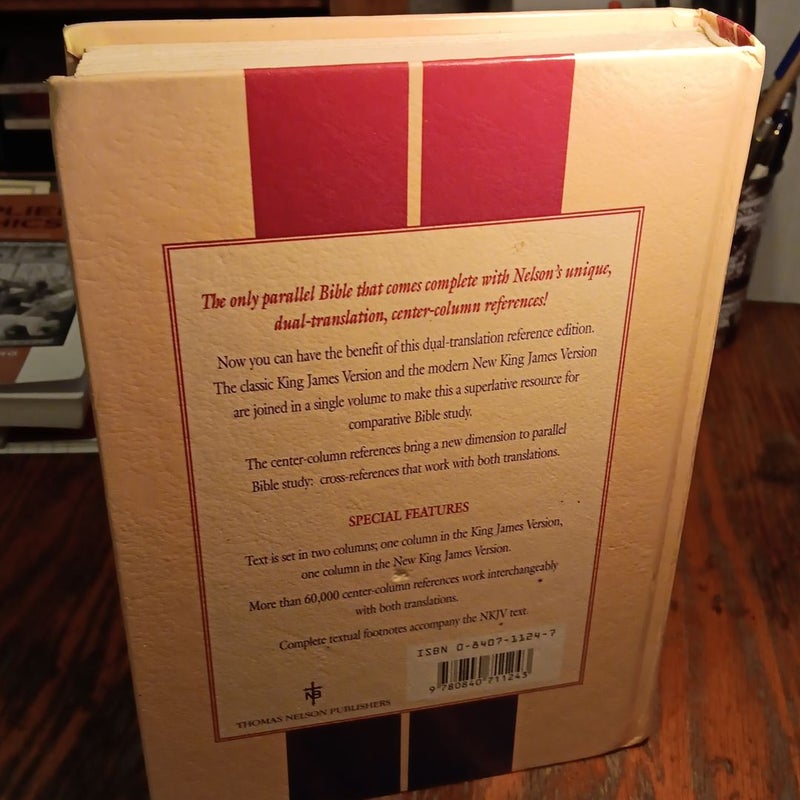 The only parallel Bible that comes complete with Nelson's unique,
dual-translation, center-column references!
Now you can have the benefit of this dual-translation reference edition.
The classic King James Version and the modern New King James Version
are joined in a single volume to make this a superlative resource for
comparative Bible study.
The center-column references bring a new dimension to parallel
Bible study: cross-references that work with both translations.
SPECIAL FEATURES
Text is set in two columns; one column in the King James Version,
one column in the New King James Version.
More than 60,000 center-column references work interchangeably
with both translations.
Complete textual footnotes accompany the NKJV text.
ISBN 0-8407-1124-7
9 780840 711243
NB
THOMAS NELSON PUBLISHERS